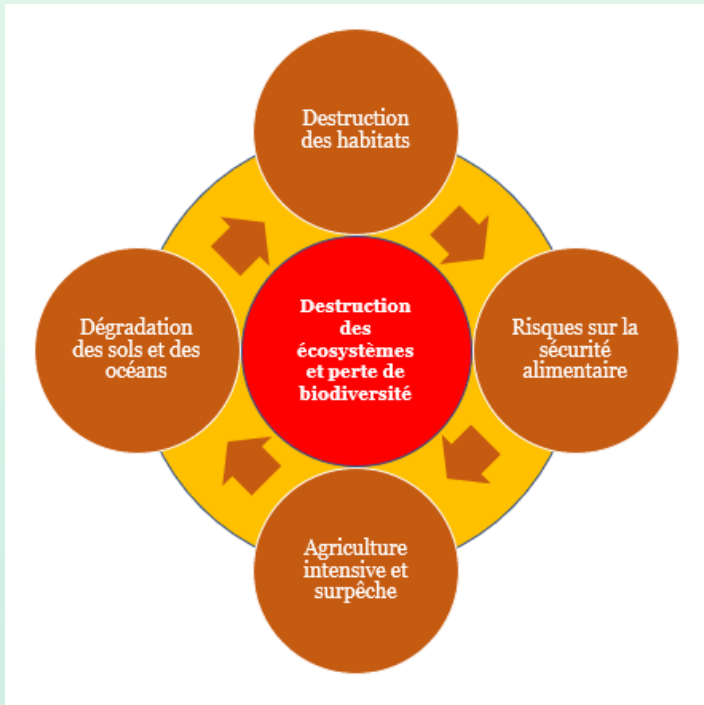 Destruction
des habitats
Destruction
des
écosystèmes
et perte de
biodiversité
Dégradation
des sols et des
océans
Risques sur la
sécurité
alimentaire
Agriculture
intensive et
surpêche